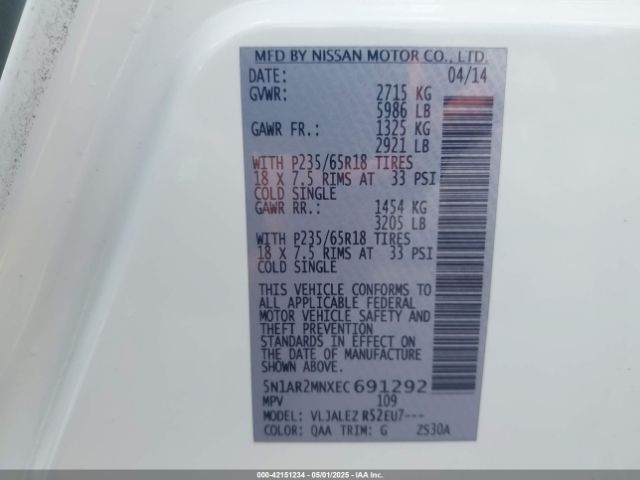 MFD BY NISSAN MOTOR CO., LTD.
DATE: 04/14
GVWR: 2715 KG
5986 LB
GAWR FR.: 1325 KG
2921 LB
WITH P235/65R18 TIRES
18 X 7.5 RIMS AT 33 PSI
COLD SINGLE
GAWR RR.: 1454 KG
3205 LB
WITH P235/65R18 TIRES
18 X 7.5 RIMS AT 33 PSI
COLD SINGLE
THIS VEHICLE CONFORMS TO
ALL APPLICABLE FEDERAL
MOTOR VEHICLE SAFETY AND
THEFT PREVENTION
STANDARDS IN EFFECT ON
THE DATE OF MANUFACTURE
SHOWN ABOVE.
5N1AR2MNXEC691292
MPV 109
MODEL: VLJALEZ R52EU7---
COLOR: QAA TRIM: G ZS30A
000-42151234 - 05/01/2025 - IAAI.COM